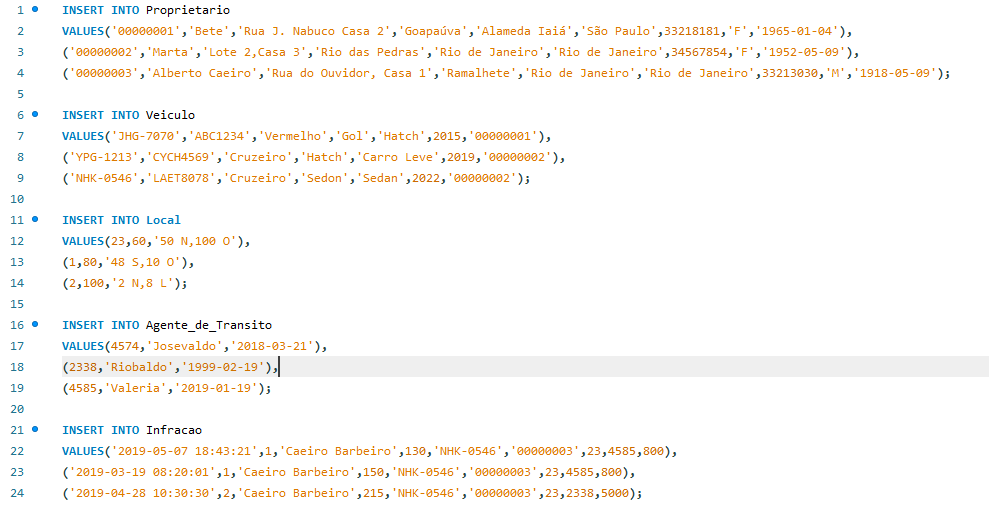 1 INSERT INTO Proprietario
2 VALUES('00000001','Bete','Rua J. Nabuco Casa 2','Goapaúva','Alameda Iaiá','São Paulo',33218181,'F','1965-01-04'),
3 ('00000002','Marta','Lote 2,Casa 3','Rio das Pedras','Rio de Janeiro','Rio de Janeiro',34567854,'F','1952-05-09'),
4 ('00000003','Alberto Caeiro','Rua do Ouvidor, Casa 1','Ramalhete','Rio de Janeiro','Rio de Janeiro',33213030,'M','1918-05-09');
5
6 INSERT INTO Veiculo
7 VALUES('JHG-7070','ABC1234','Vermelho','Gol','Hatch',2015,'00000001'),
8 ('YPG-1213','CYCH4569','Cruzeiro','Hatch','Carro Leve',2019,'00000002'),
9 ('NHK-0546','LAET8078','Cruzeiro','Sedon','Sedan',2022,'00000002');
10
11 INSERT INTO Local
12 VALUES(23,60,'50 N,100 O'),
13 (1,80,'48 S,10 O'),
14 (2,100,'2 N,8 L');
15
16 INSERT INTO Agente_de_Transito
17 VALUES(4574,'Josevaldo','2018-03-21'),
18 (2338,'Riobaldo','1999-02-19'),
19 (4585,'Valeria','2019-01-19');
20
21 INSERT INTO Infracao
22 VALUES('2019-05-07 18:43:21',1,'Caeiro Barbeiro',130,'NHK-0546','00000003',23,4585,800),
23 ('2019-03-19 08:20:01',1,'Caeiro Barbeiro',150,'NHK-0546','00000003',23,4585,800),
24 ('2019-04-28 10:30:30',2,'Caeiro Barbeiro',215,'NHK-0546','00000003',23,2338,5000);